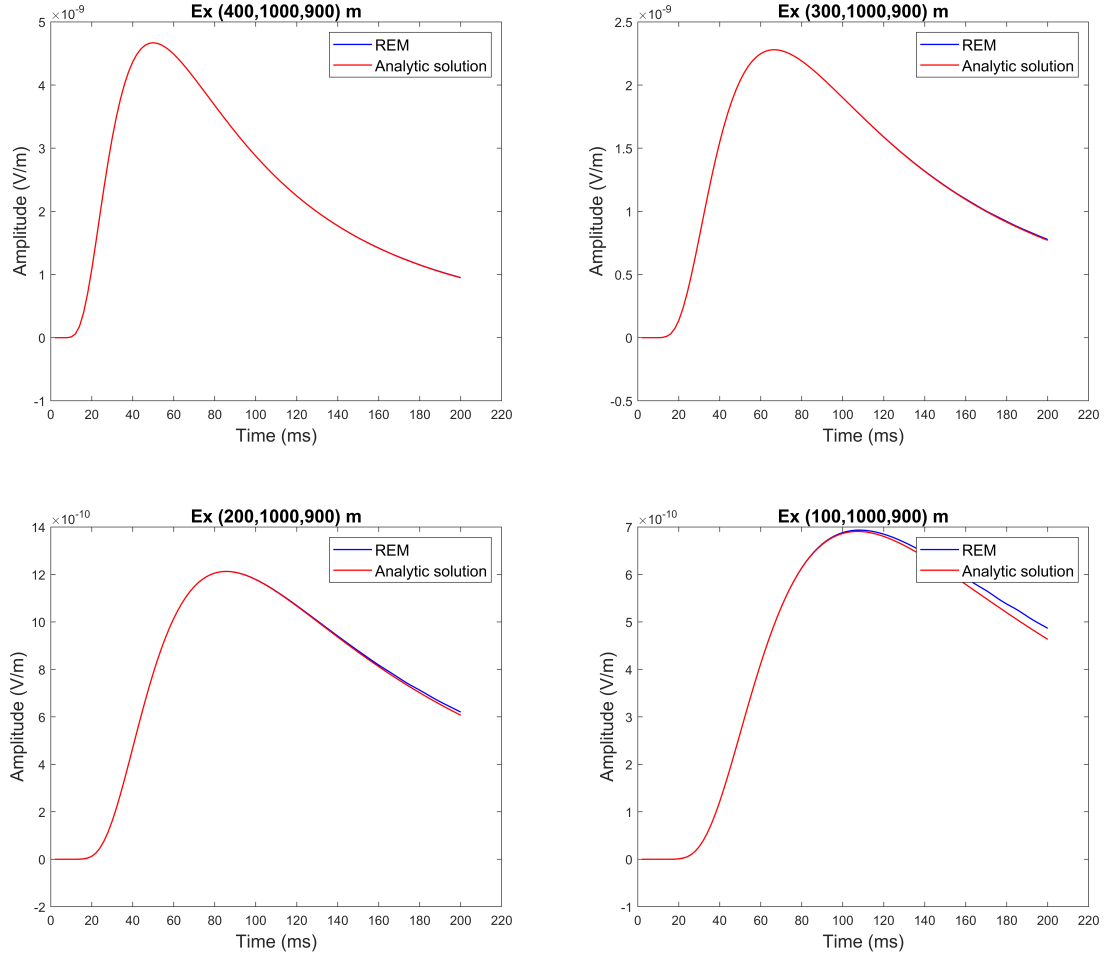 Ex (400,1000,900) m
×10⁻⁹
5
4
3
2
1
0
-1
Amplitude (V/m)
REM
Analytic solution
0 20 40 60 80 100 120 140 160 180 200 220
Time (ms)
Ex (300,1000,900) m
×10⁻⁹
2.5
2
1.5
1
0.5
0
-0.5
Amplitude (V/m)
REM
Analytic solution
0 20 40 60 80 100 120 140 160 180 200 220
Time (ms)
Ex (200,1000,900) m
×10⁻¹⁰
14
12
10
8
6
4
2
0
-2
Amplitude (V/m)
REM
Analytic solution
0 20 40 60 80 100 120 140 160 180 200 220
Time (ms)
Ex (100,1000,900) m
×10⁻¹⁰
7
6
5
4
3
2
1
0
-1
Amplitude (V/m)
REM
Analytic solution
0 20 40 60 80 100 120 140 160 180 200 220
Time (ms)